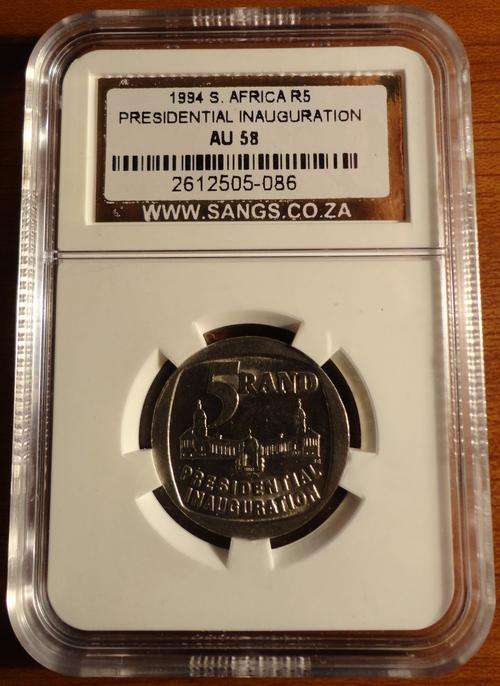 1994 S. AFRICA R5
PRESIDENTIAL INAUGURATION
AU 58
2612505-086
WWW.SANGS.CO.ZA
5 RAND
PRESIDENTIAL
INAUGURATION